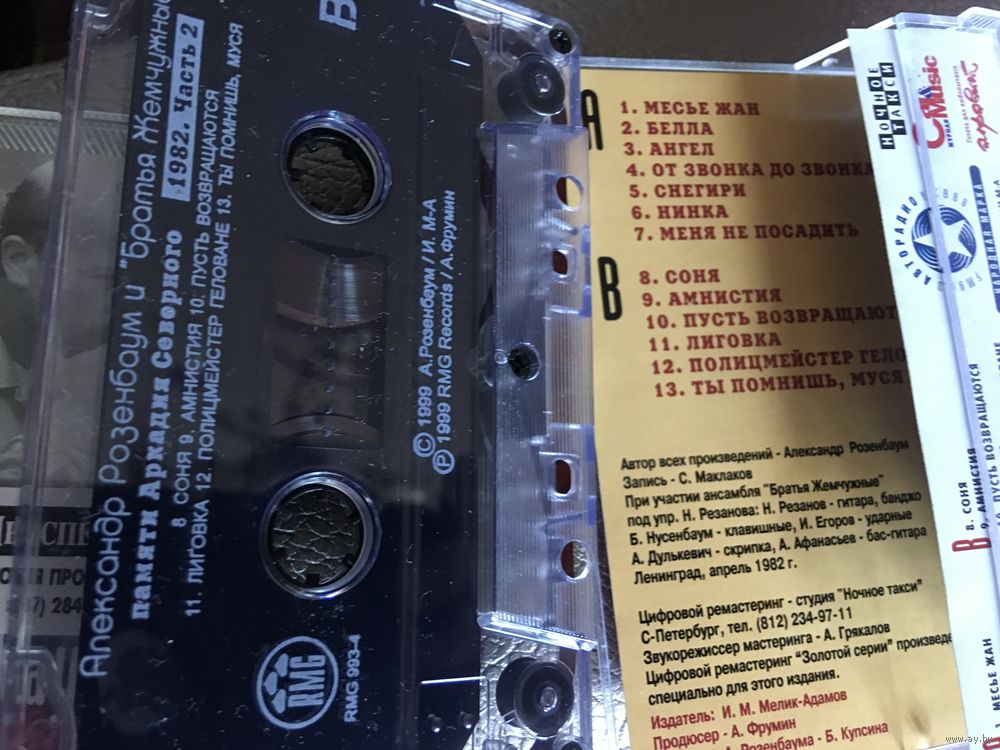 B
Александр Розенбаум и "Братья Жемчужные
памяти Аркадия Северного
1982. Часть 2
8 СОНЯ 9. АМНИСТИЯ 10. ПУСТЬ ВОЗВРАЩАЮТСЯ
11. ЛИГОВКА 12. ПОЛИЦМЕЙСТЕР ГЕЛОВАНЕ 13. ТЫ ПОМНИШЬ, МУСЯ
© 1999 А.Розенбаум / И. М-А
℗ 1999 RMG Records / А.Фрумин
RMG
RMG 993-4
A
1. МЕСЬЕ ЖАН
2. БЕЛЛА
3. АНГЕЛ
4. ОТ ЗВОНКА ДО ЗВОНКА
5. СНЕГИРИ
6. НИНКА
7. МЕНЯ НЕ ПОСАДИТЬ
B
8. СОНЯ
9. АМНИСТИЯ
10. ПУСТЬ ВОЗВРАЩАЮТ
11. ЛИГОВКА
12. ПОЛИЦМЕЙСТЕР ГЕЛО
13. ТЫ ПОМНИШЬ, МУСЯ
Автор всех произведений - Александр Розенбаум
Запись - С. Маклаков
При участии ансамбля "Братья Жемчужные"
под упр. Н. Резанова: Н. Резанов - гитара, банджо
Б. Нусенбаум - клавишные, И. Егоров - ударные
А. Дулькевич - скрипка, А. Афанасьев - бас-гитара
Ленинград, апрель 1982 г.
Цифровой ремастеринг - студия "Ночное такси"
С-Петербург, тел. (812) 234-97-11
Звукорежиссер мастеринга - А. Грякалов
Цифровой ремастеринг "Золотой серии" произведе
специально для этого издания.
Издатель: И. М. Мелик-Адамов
Продюсер - А. Фрумин
А. Розенбаума - Б. Купсина
НОЧНОЕ
ТАКСИ
Music
АВТОРАДИО
НАРОДНАЯ МАРКА
B
8. СОНЯ
9. АМНИСТИЯ
ПУСТЬ ВОЗВРАЩАЮТСЯ
МЕСЬЕ ЖАН
www.ay.by